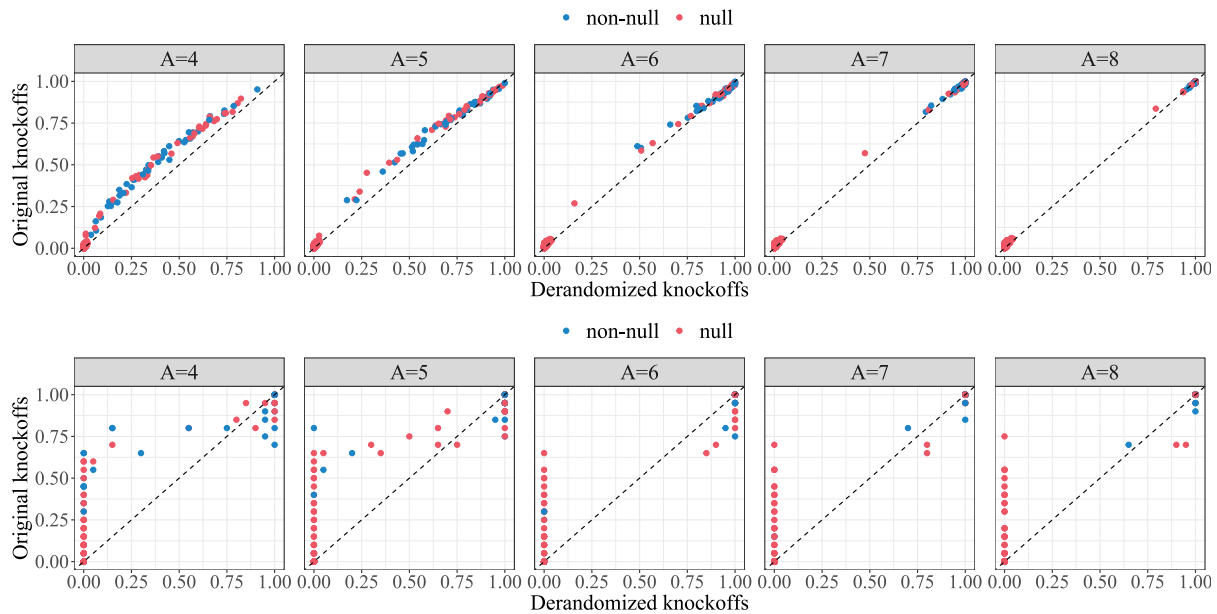 non-null null
A=4 A=5 A=6 A=7 A=8
Original knockoffs
1.00
0.75
0.50
0.25
0.00
0.00 0.25 0.50 0.75 1.00 0.00 0.25 0.50 0.75 1.00 0.00 0.25 0.50 0.75 1.00 0.00 0.25 0.50 0.75 1.00 0.00 0.25 0.50 0.75 1.00
Derandomized knockoffs
non-null null
A=4 A=5 A=6 A=7 A=8
Original knockoffs
1.00
0.75
0.50
0.25
0.00
0.00 0.25 0.50 0.75 1.00 0.00 0.25 0.50 0.75 1.00 0.00 0.25 0.50 0.75 1.00 0.00 0.25 0.50 0.75 1.00 0.00 0.25 0.50 0.75 1.00
Derandomized knockoffs